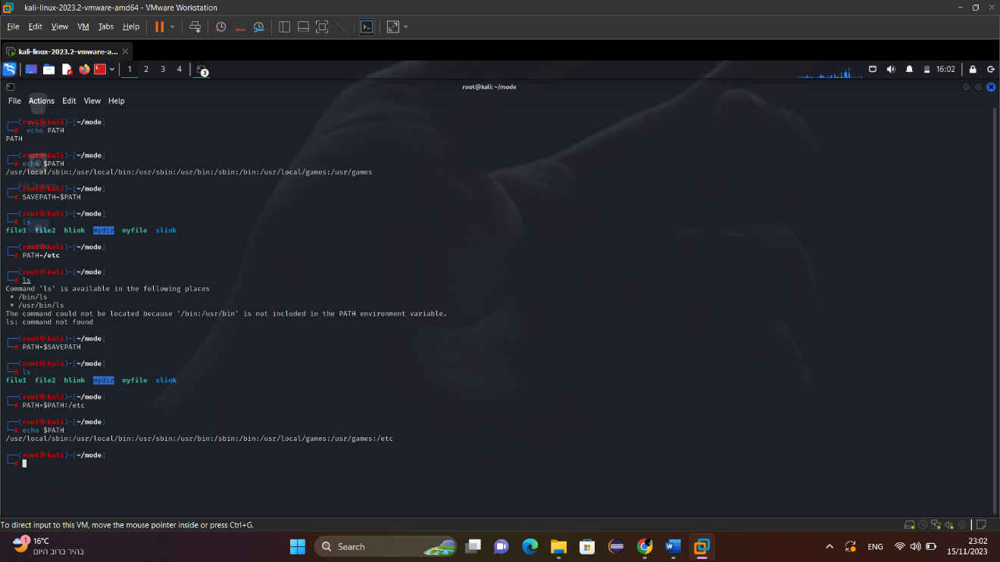 kali-linux-2023.2-vmware-amd64 - VMware Workstation
File Edit View VM Tabs Help
kali-linux-2023.2-vmware-a...
1 2 3 4 3 16:02
root@kali: ~/mode
File Actions Edit View Help
┌──(root㉿kali)-[~/mode]
└─# echo PATH
PATH
┌──(root㉿kali)-[~/mode]
└─# echo $PATH
/usr/local/sbin:/usr/local/bin:/usr/sbin:/usr/bin:/sbin:/bin:/usr/local/games:/usr/games
File System
┌──(root㉿kali)-[~/mode]
└─# SAVEPATH=$PATH
┌──(root㉿kali)-[~/mode]
└─# ls
file1 file2 hlink mydir myfile slink
┌──(root㉿kali)-[~/mode]
└─# PATH=/etc
┌──(root㉿kali)-[~/mode]
└─# ls
Command 'ls' is available in the following places
* /bin/ls
* /usr/bin/ls
The command could not be located because '/bin:/usr/bin' is not included in the PATH environment variable.
ls: command not found
┌──(root㉿kali)-[~/mode]
└─# PATH=$SAVEPATH
┌──(root㉿kali)-[~/mode]
└─# ls
file1 file2 hlink mydir myfile slink
┌──(root㉿kali)-[~/mode]
└─# PATH=$PATH:/etc
┌──(root㉿kali)-[~/mode]
└─# echo $PATH
/usr/local/sbin:/usr/local/bin:/usr/sbin:/usr/bin:/sbin:/bin:/usr/local/games:/usr/games:/etc
┌──(root㉿kali)-[~/mode]
└─#
To direct input to this VM, move the mouse pointer inside or press Ctrl+G.
1 16°C
בהיר ברוב היום
Search
ENG
23:02
15/11/2023